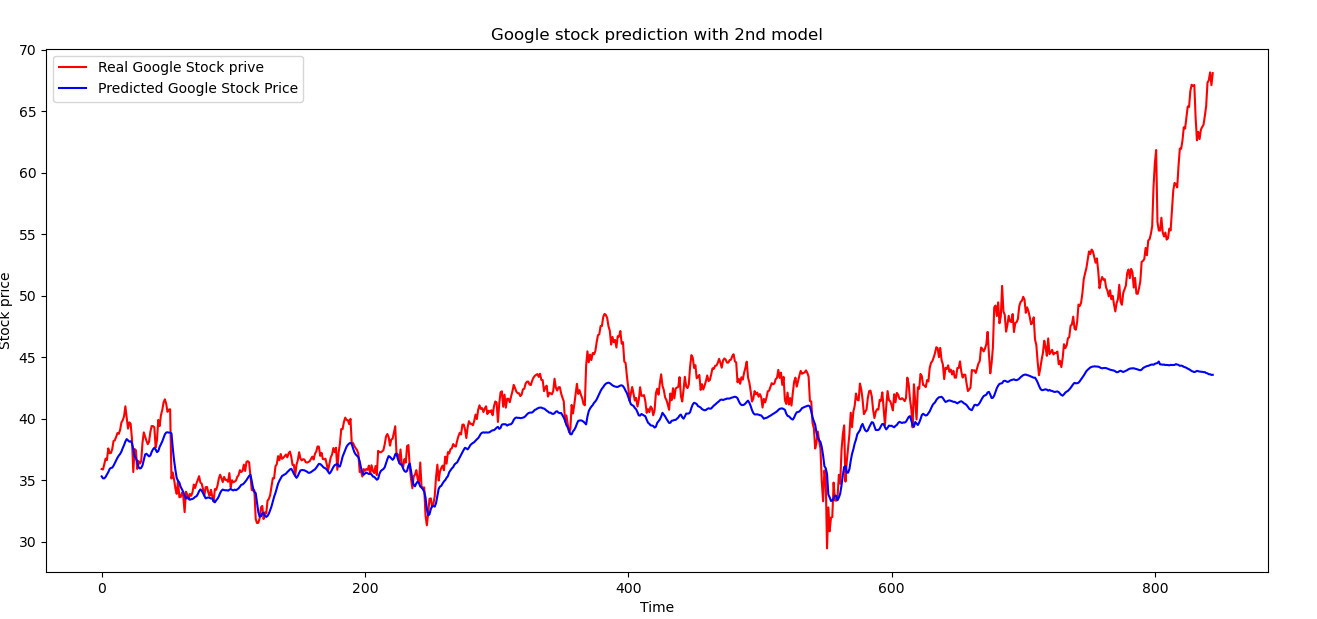 Google stock prediction with 2nd model
70
65
60
55
50
45
40
35
30
Stock price
Real Google Stock prive
Predicted Google Stock Price
0
200
400
600
800
Time